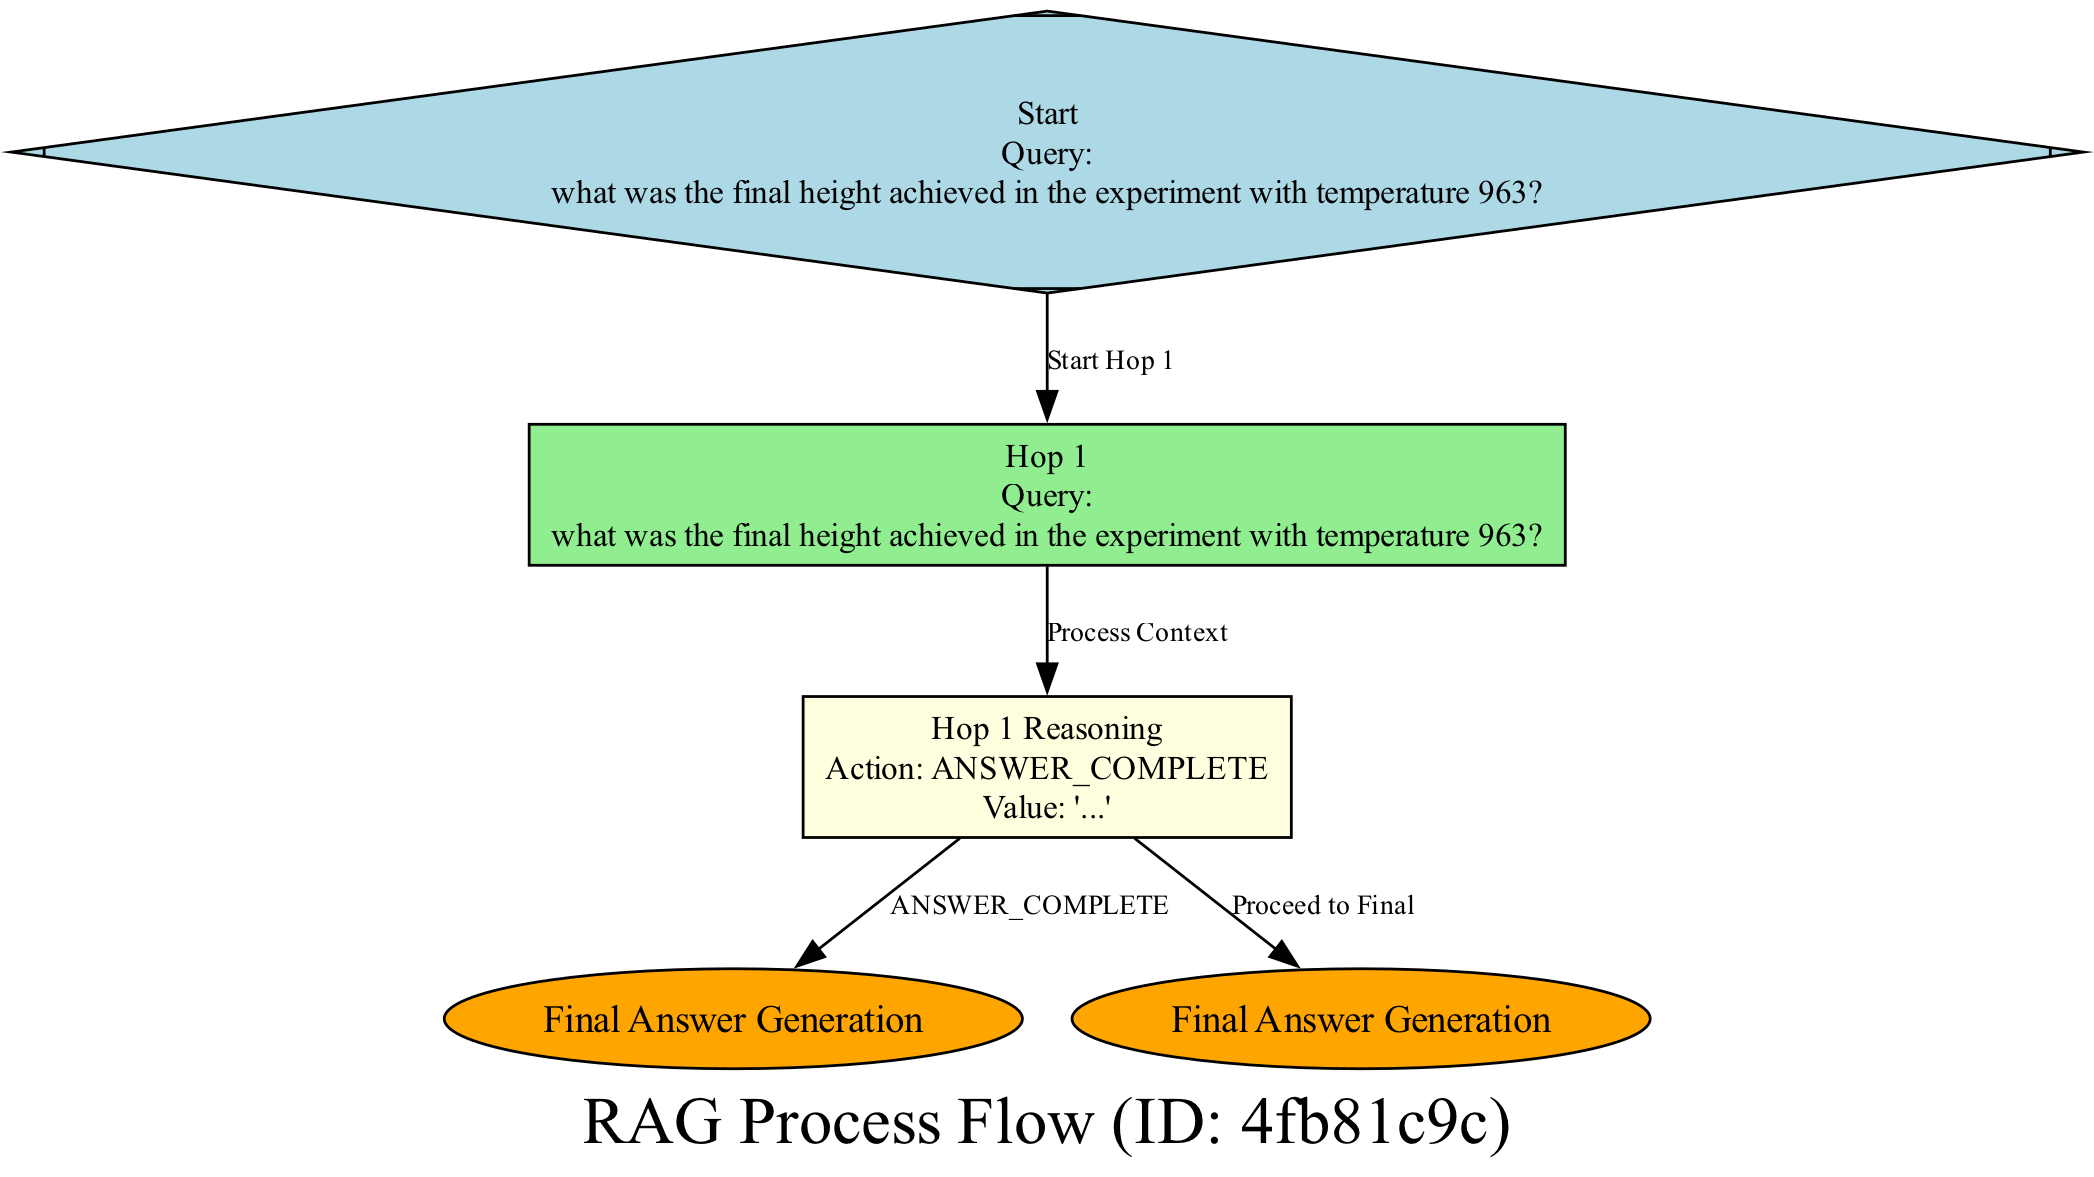 Start
Query:
what was the final height achieved in the experiment with temperature 963?
Start Hop 1
Hop 1
Query:
what was the final height achieved in the experiment with temperature 963?
Process Context
Hop 1 Reasoning
Action: ANSWER_COMPLETE
Value: '...'
ANSWER_COMPLETE
Proceed to Final
Final Answer Generation
Final Answer Generation
RAG Process Flow (ID: 4fb81c9c)